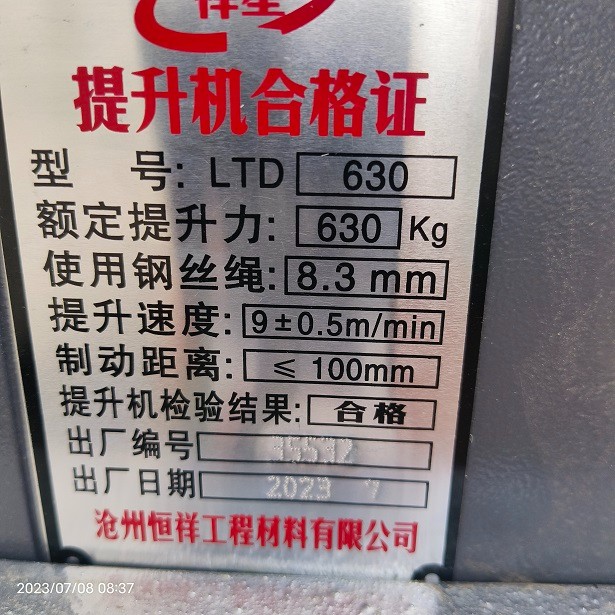 祥星
提升机合格证
型 号: LTD 630
额定提升力: 630 Kg
使用钢丝绳: 8.3 mm
提升速度: 9±0.5m/min
制动距离: ≤ 100mm
提升机检验结果: 合格
出厂编号
出厂日期 2023 7
沧州恒祥工程材料有限公司
2023/07/08 08:37